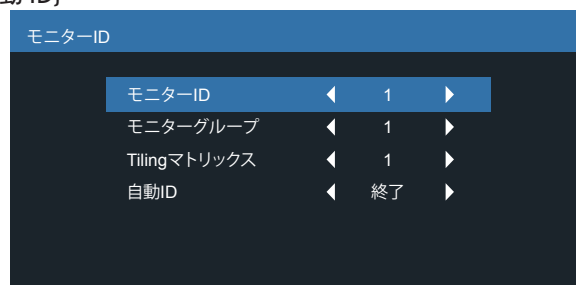 動 ID]
モニターID
モニターID 1
モニターグループ 1
Tilingマトリックス 1
自動ID 終了